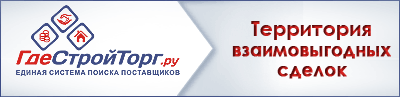 ГдеСтройТорг.ру
ЕДИНАЯ СИСТЕМА ПОИСКА ПОСТАВЩИКОВ
Территория
взаимовыгодных
сделок